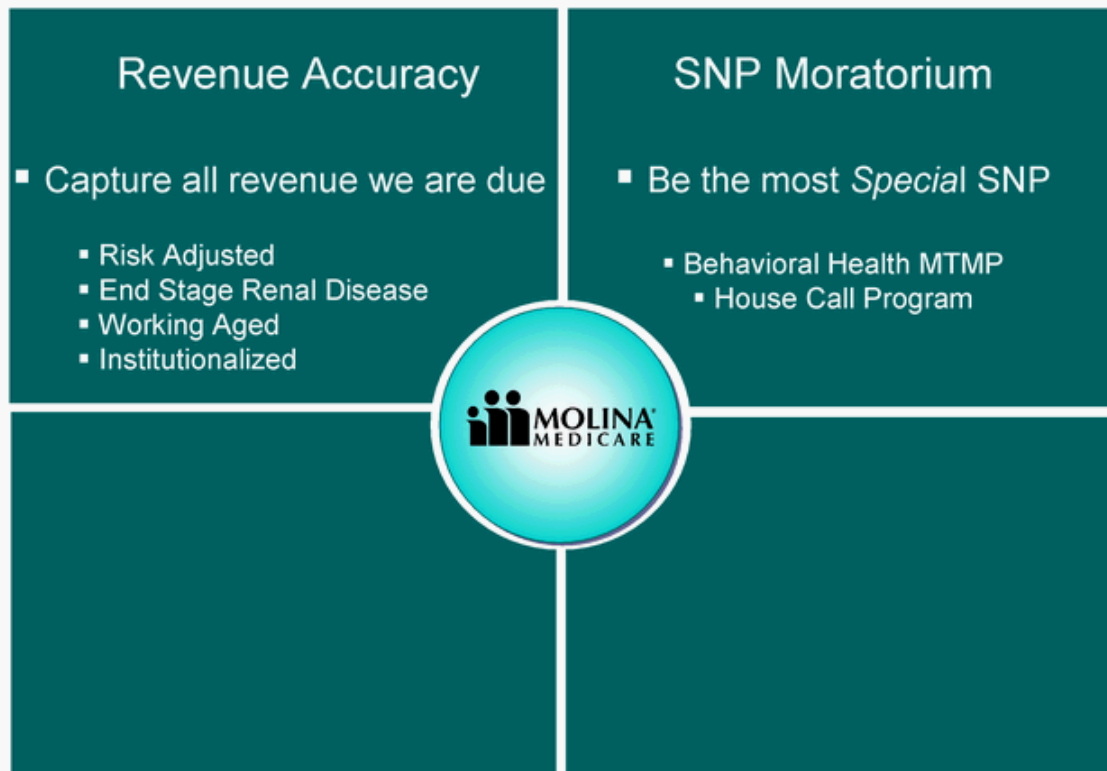 Revenue Accuracy
▪ Capture all revenue we are due
▪ Risk Adjusted
▪ End Stage Renal Disease
▪ Working Aged
▪ Institutionalized
SNP Moratorium
▪ Be the most Special SNP
▪ Behavioral Health MTMP
▪ House Call Program
MOLINA®
MEDICARE